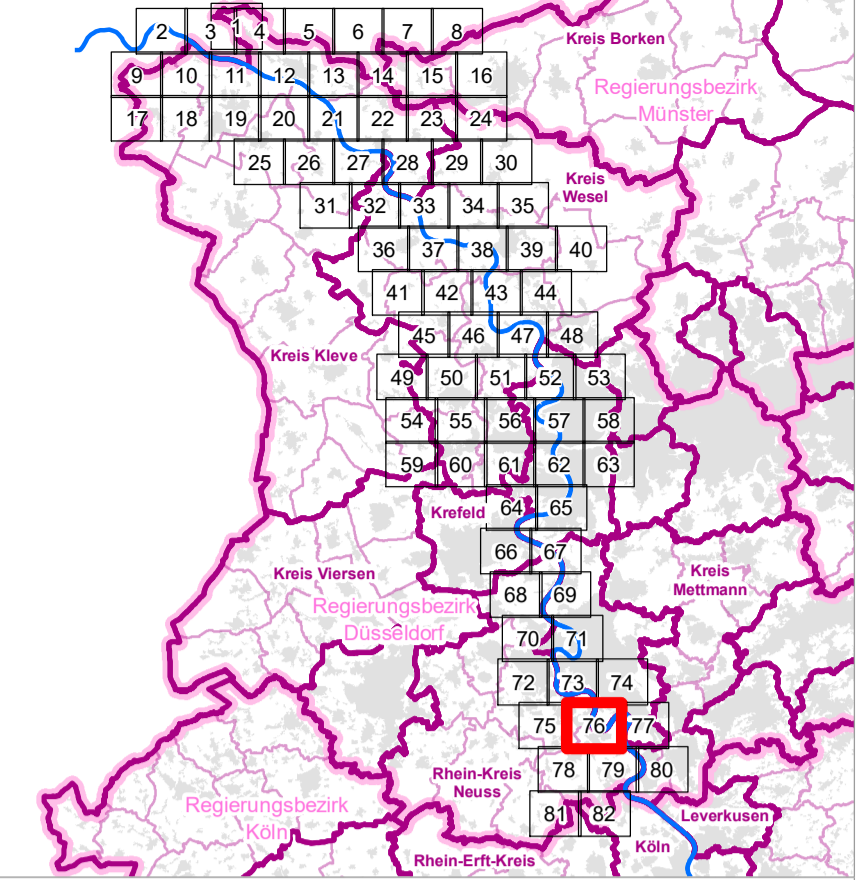 1
2 3 4 5 6 7 8
Kreis Borken
9 10 11 12 13 14 15 16
Regierungsbezirk
Münster
17 18 19 20 21 22 23 24
25 26 27 28 29 30
Kreis
Wesel
31 32 33 34 35
36 37 38 39 40
41 42 43 44
45 46 47 48
Kreis Kleve
49 50 51 52 53
54 55 56 57 58
59 60 61 62 63
64 65
Krefeld
66 67
Kreis Viersen
Kreis
Mettmann
68 69
Regierungsbezirk
Düsseldorf
70 71
72 73 74
75 76 77
78 79 80
Rhein-Kreis
Neuss
Regierungsbezirk
Köln
81 82
Leverkusen
Köln
Rhein-Erft-Kreis